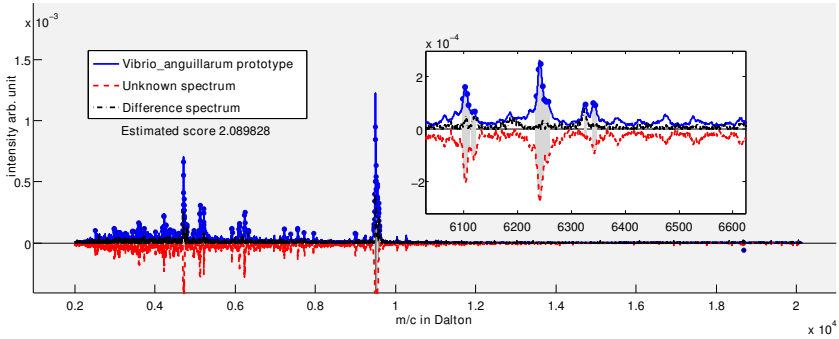 x 10⁻³
1.5
1
0.5
0
intensity arb.unit
Vibrio_anguillarum prototype
Unknown spectrum
Difference spectrum
Estimated score 2.089828
x 10⁻⁴
2
0
−2
6100 6200 6300 6400 6500 6600
0.2 0.4 0.6 0.8 1 1.2 1.4 1.6 1.8 2
m/c in Dalton
x 10⁴